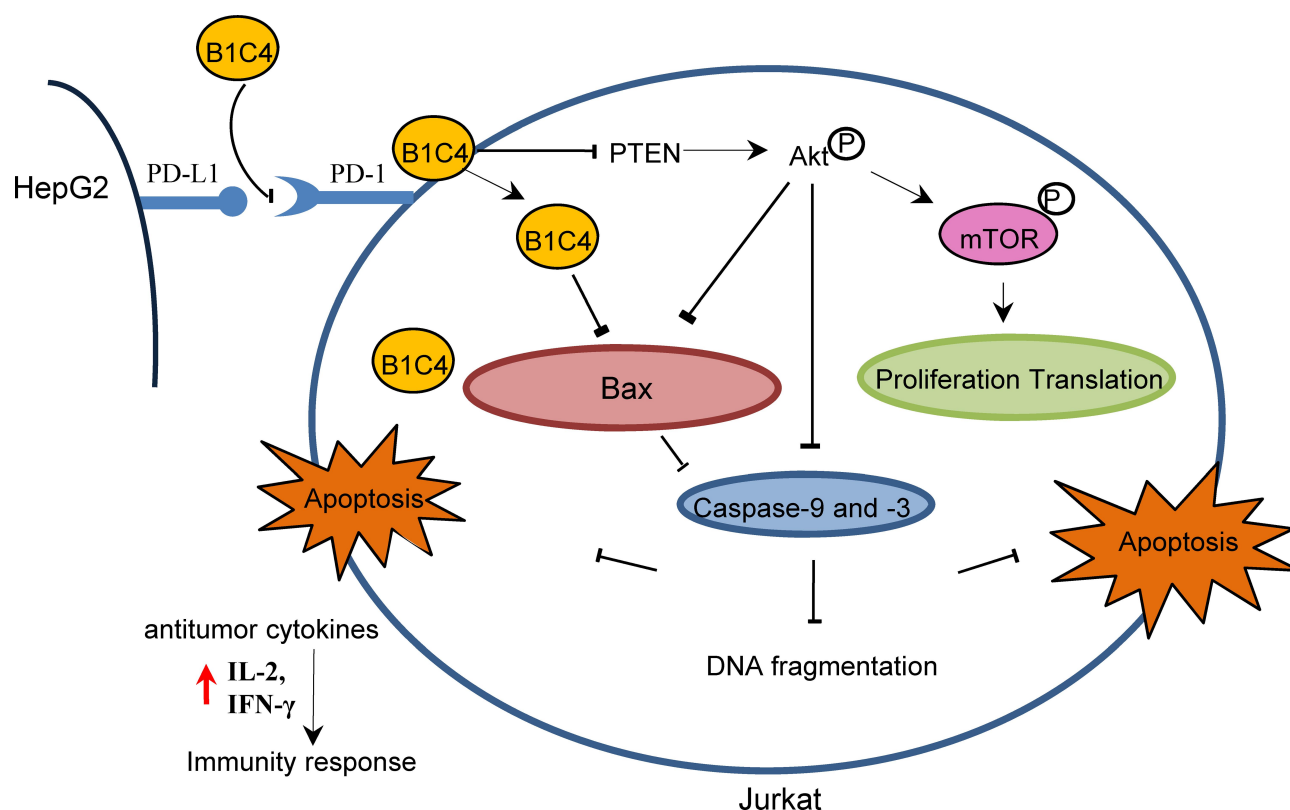 B1C4
HepG2
PD-L1
PD-1
B1C4
PTEN
Akt
P
B1C4
mTOR
P
B1C4
Bax
Proliferation Translation
Apoptosis
Caspase-9 and -3
Apoptosis
antitumor cytokines
IL-2,
IFN-γ
DNA fragmentation
Immunity response
Jurkat